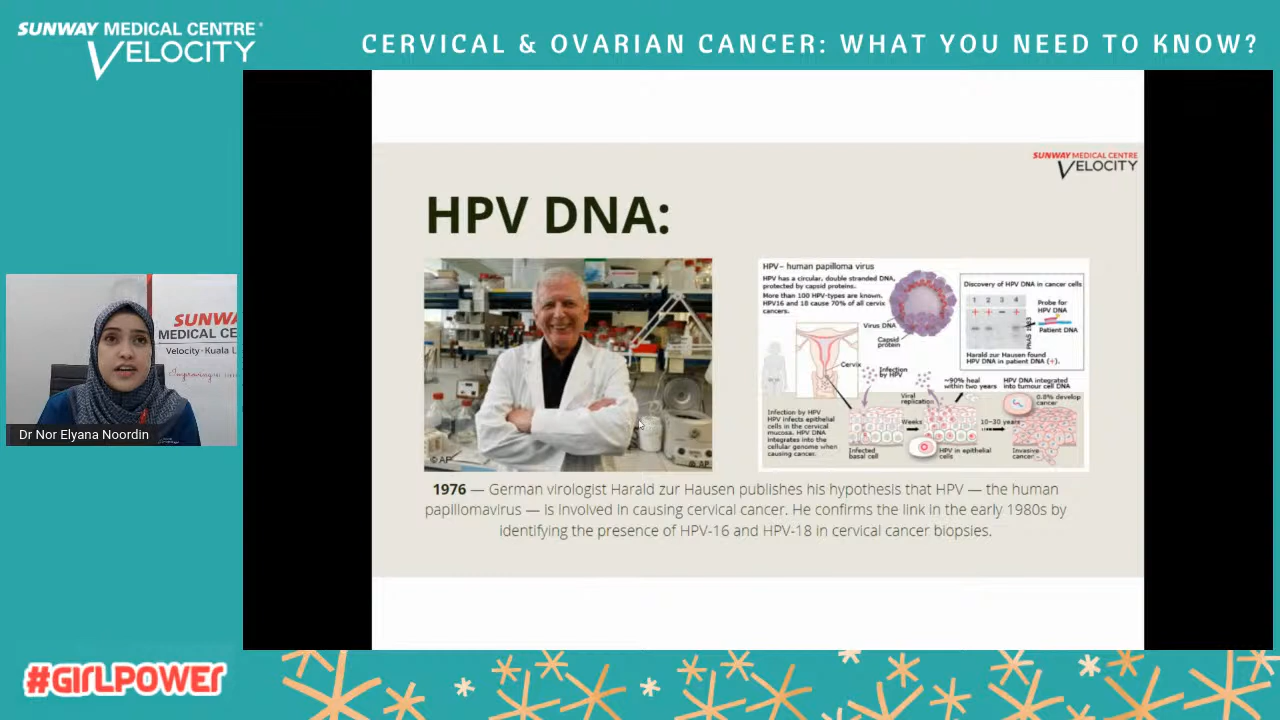 SUNWAY MEDICAL CENTRE
VELOCITY
CERVICAL & OVARIAN CANCER: WHAT YOU NEED TO KNOW?
SUNWAY MEDICAL CENTRE
VELOCITY
HPV DNA:
© AP
© AP
HPV– human papilloma virus
HPV has a circular, double stranded DNA,
protected by capsid proteins.
More than 100 HPV-types are known.
HPV16 and 18 cause 70% of all cervix
cancers.
Virus DNA
Capsid
protein
Cervix
Discovery of HPV DNA in cancer cells
1 2 3 4
+ + – +
Probe for
HPV DNA
Patient DNA
PNAS 1983
Harald zur Hausen found
HPV DNA in patient DNA (+).
Infection
by HPV
Viral
replication
~90% heal
within two years
HPV DNA integrated
into tumour cell DNA
0.8% develop
cancer
Infection by HPV
HPV infects epithelial
cells in the cervical
mucosa. HPV DNA
integrates into the
cellular genome when
causing cancer.
Weeks
10–30 years
Infected
basal cell
HPV in epithelial
cells
Invasive
cancer
1976 — German virologist Harald zur Hausen publishes his hypothesis that HPV — the human
papillomavirus — is involved in causing cervical cancer. He confirms the link in the early 1980s by
identifying the presence of HPV-16 and HPV-18 in cervical cancer biopsies.
SUNW
MEDICAL CE
Velocity · Kuala L
Dr Nor Elyana Noordin
#GIRLPOWER